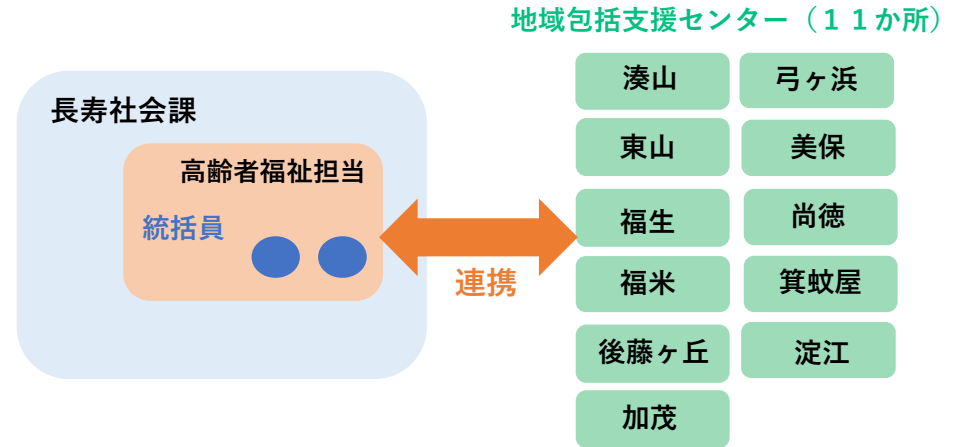 地域包括支援センター（１１か所）
長寿社会課
高齢者福祉担当
統括員
連携
湊山
弓ヶ浜
東山
美保
福生
尚徳
福米
箕蚊屋
後藤ヶ丘
淀江
加茂